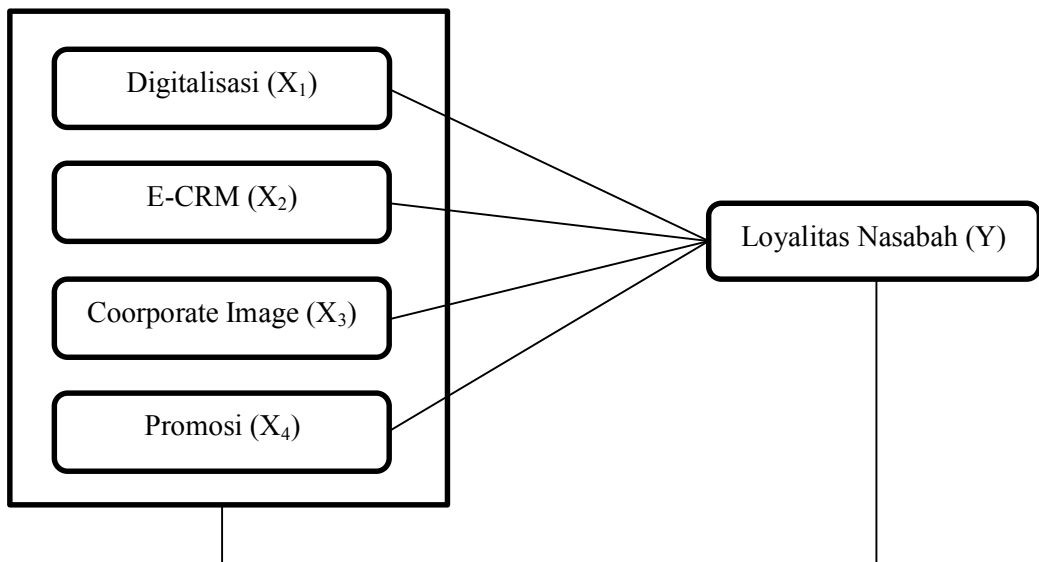 Digitalisasi (X₁)
E-CRM (X₂)
Coorporate Image (X₃)
Promosi (X₄)
Loyalitas Nasabah (Y)